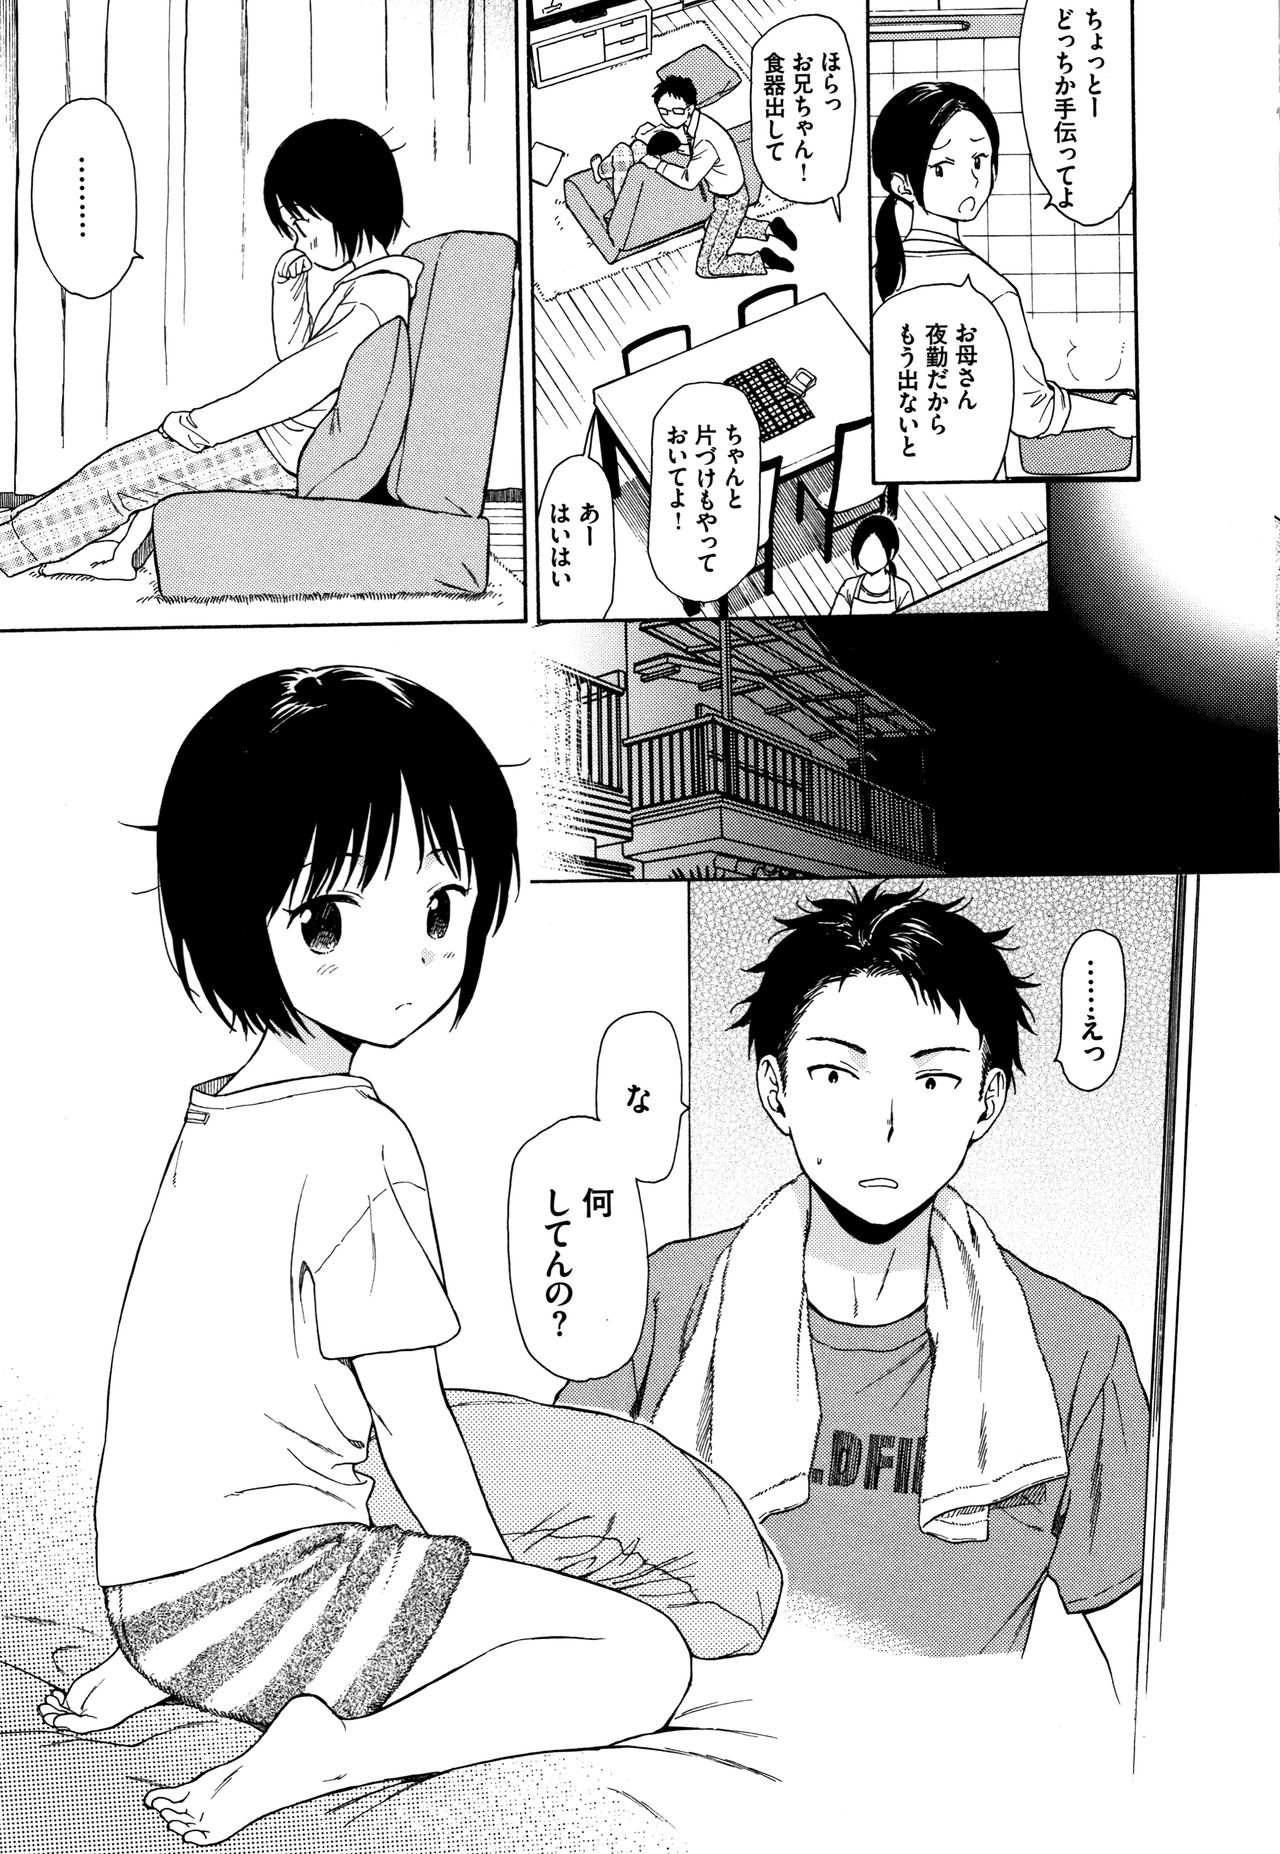 ちょっとー
どっちか手伝ってよ
お母さん
夜勤だから
もう出ないと
ほらっ
お兄ちゃん！
食器出して
ちゃんと
片づけもやって
おいてよ！
あー
はいはい
………
……えっ
な
何
してんの？
.DFI